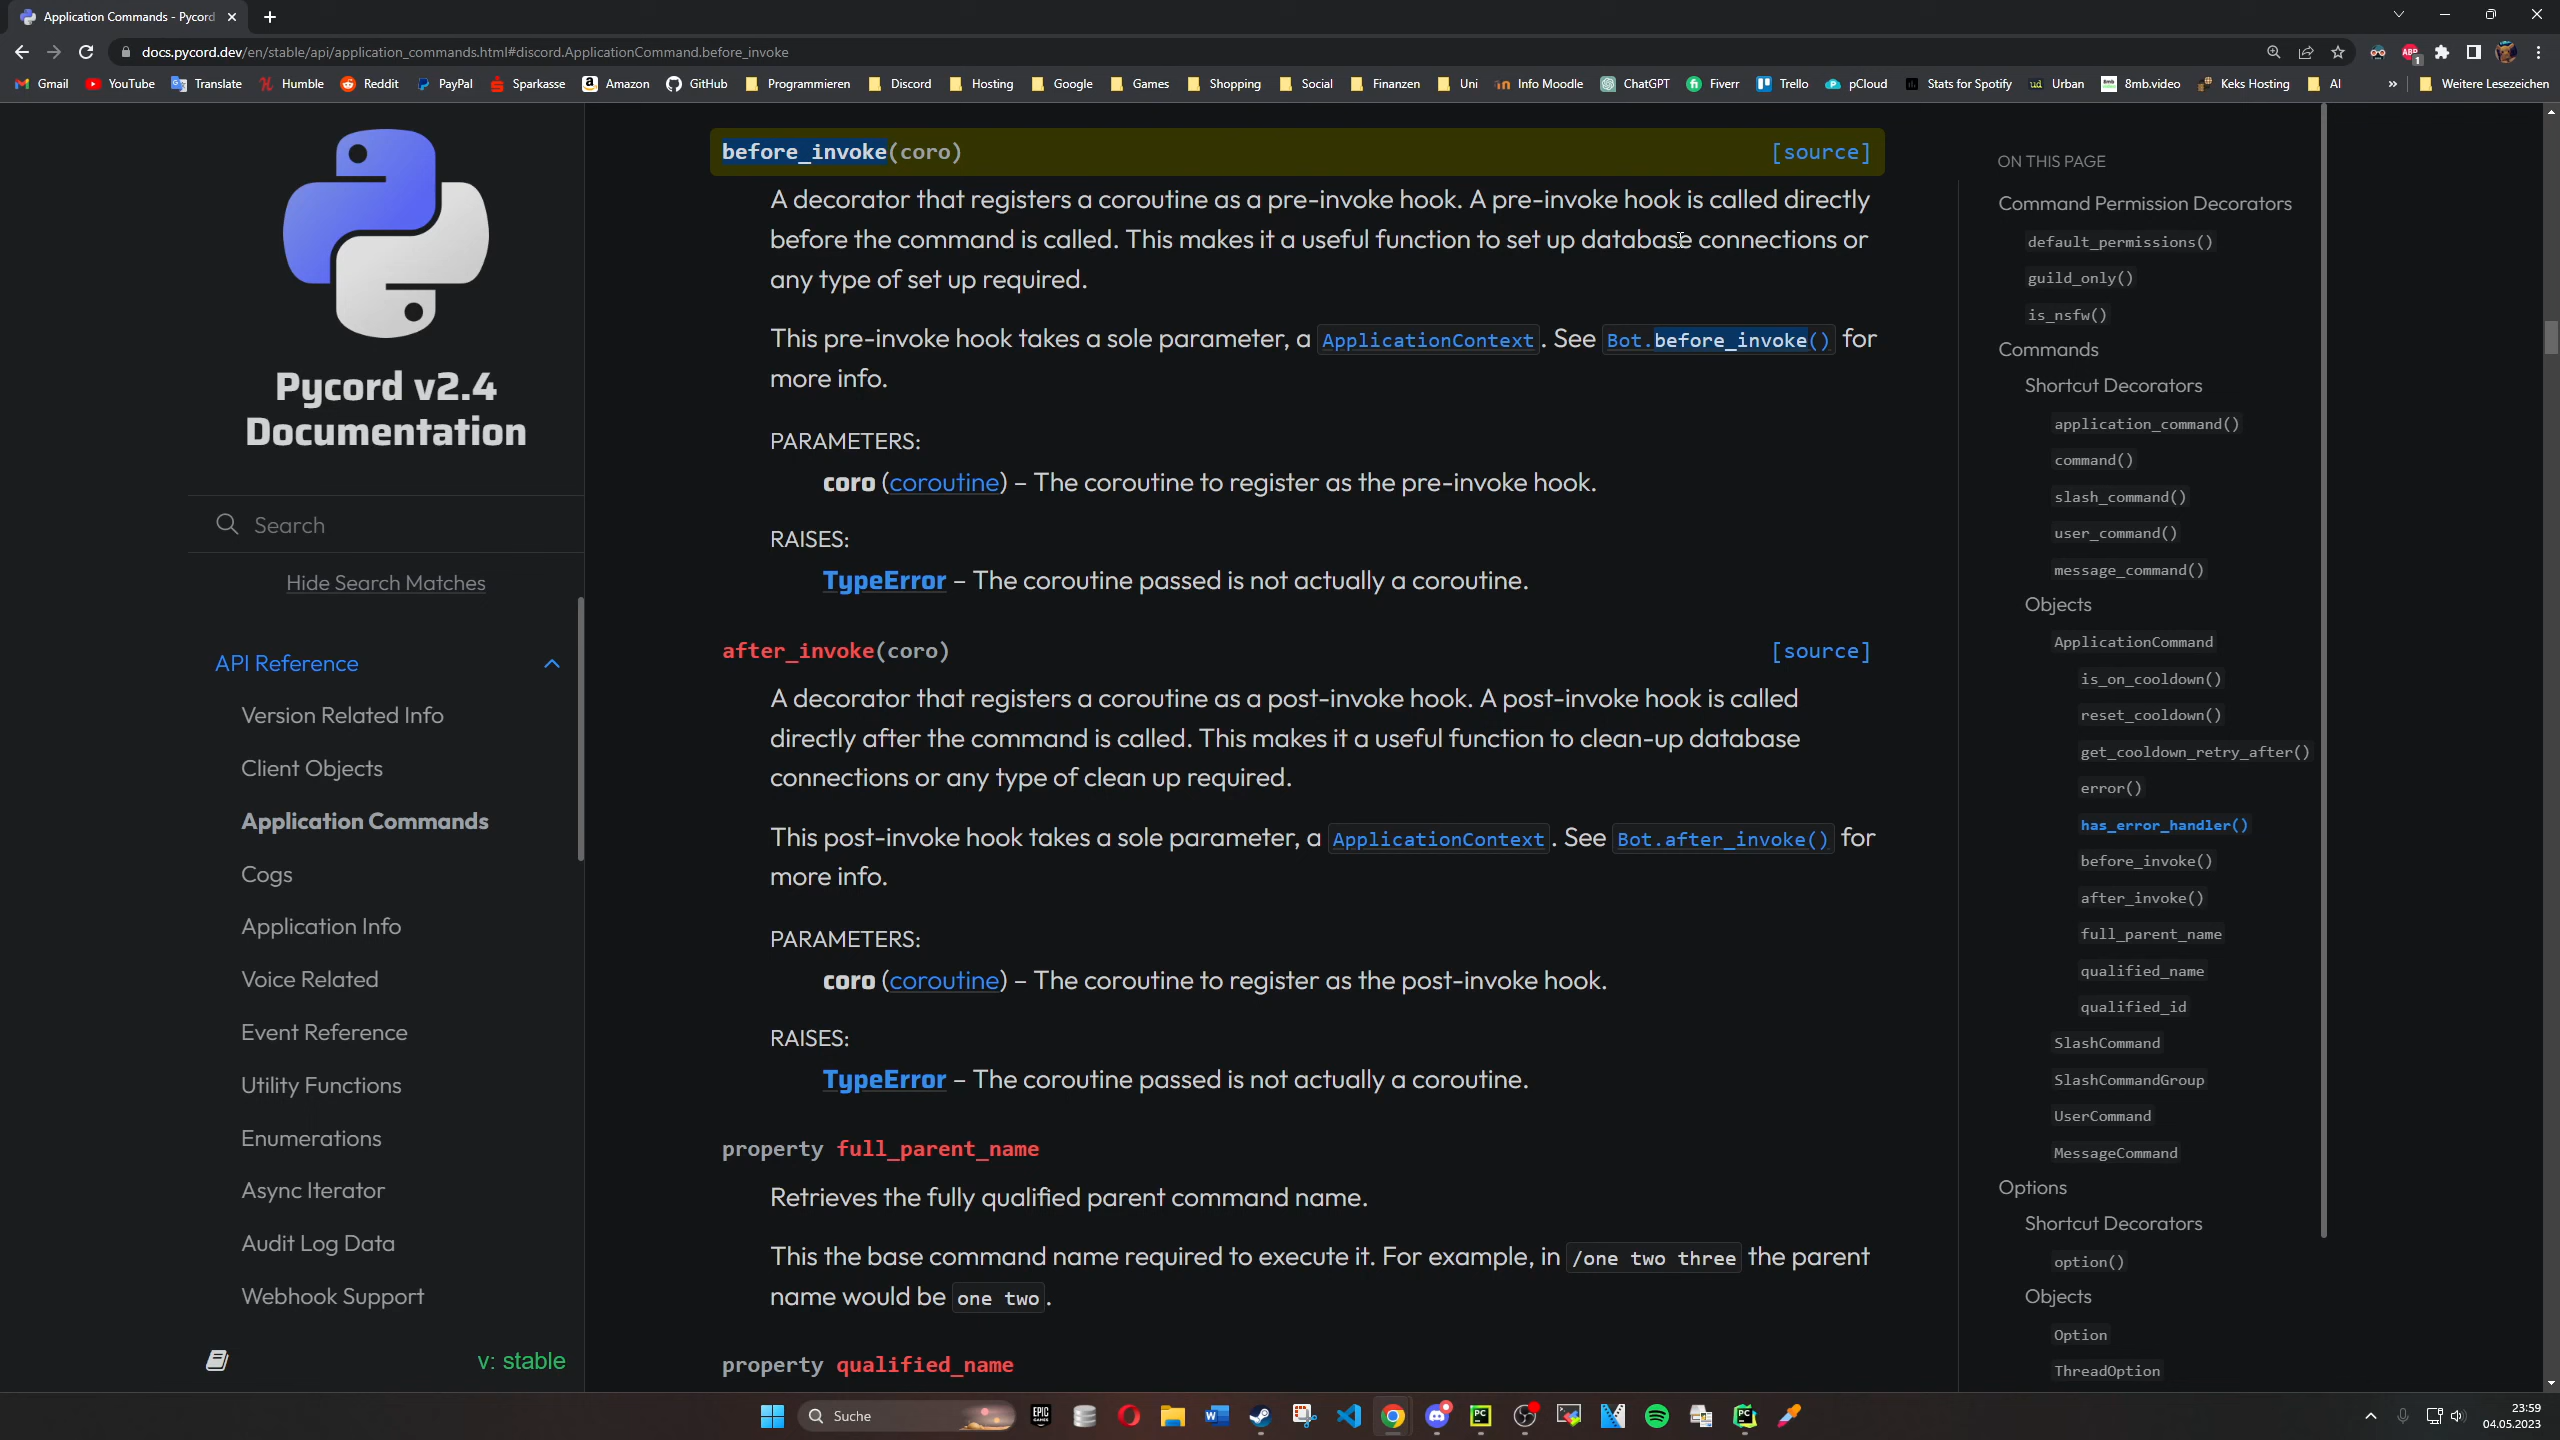 Application Commands - Pycord
docs.pycord.dev/en/stable/api/application_commands.html#discord.ApplicationCommand.before_invoke
Gmail YouTube Translate Humble Reddit PayPal Sparkasse Amazon GitHub Programmieren Discord Hosting Google Games Shopping Social Finanzen Uni Info Moodle ChatGPT Fiverr Trello pCloud Stats for Spotify Urban 8mb.video Keks Hosting AI » Weitere Lesezeichen
Pycord v2.4
Documentation
Search
Hide Search Matches
API Reference
Version Related Info
Client Objects
Application Commands
Cogs
Application Info
Voice Related
Event Reference
Utility Functions
Enumerations
Async Iterator
Audit Log Data
Webhook Support
v: stable
before_invoke(coro) [source]
A decorator that registers a coroutine as a pre-invoke hook. A pre-invoke hook is called directly
before the command is called. This makes it a useful function to set up database connections or
any type of set up required.
This pre-invoke hook takes a sole parameter, a ApplicationContext. See Bot.before_invoke() for
more info.
PARAMETERS:
coro (coroutine) – The coroutine to register as the pre-invoke hook.
RAISES:
TypeError – The coroutine passed is not actually a coroutine.
after_invoke(coro) [source]
A decorator that registers a coroutine as a post-invoke hook. A post-invoke hook is called
directly after the command is called. This makes it a useful function to clean-up database
connections or any type of clean up required.
This post-invoke hook takes a sole parameter, a ApplicationContext. See Bot.after_invoke() for
more info.
PARAMETERS:
coro (coroutine) – The coroutine to register as the post-invoke hook.
RAISES:
TypeError – The coroutine passed is not actually a coroutine.
property full_parent_name
Retrieves the fully qualified parent command name.
This the base command name required to execute it. For example, in /one two three the parent
name would be one two.
property qualified_name
ON THIS PAGE
Command Permission Decorators
default_permissions()
guild_only()
is_nsfw()
Commands
Shortcut Decorators
application_command()
command()
slash_command()
user_command()
message_command()
Objects
ApplicationCommand
is_on_cooldown()
reset_cooldown()
get_cooldown_retry_after()
error()
has_error_handler()
before_invoke()
after_invoke()
full_parent_name
qualified_name
qualified_id
SlashCommand
SlashCommandGroup
UserCommand
MessageCommand
Options
Shortcut Decorators
option()
Objects
Option
ThreadOption
Suche
23:59
04.05.2023